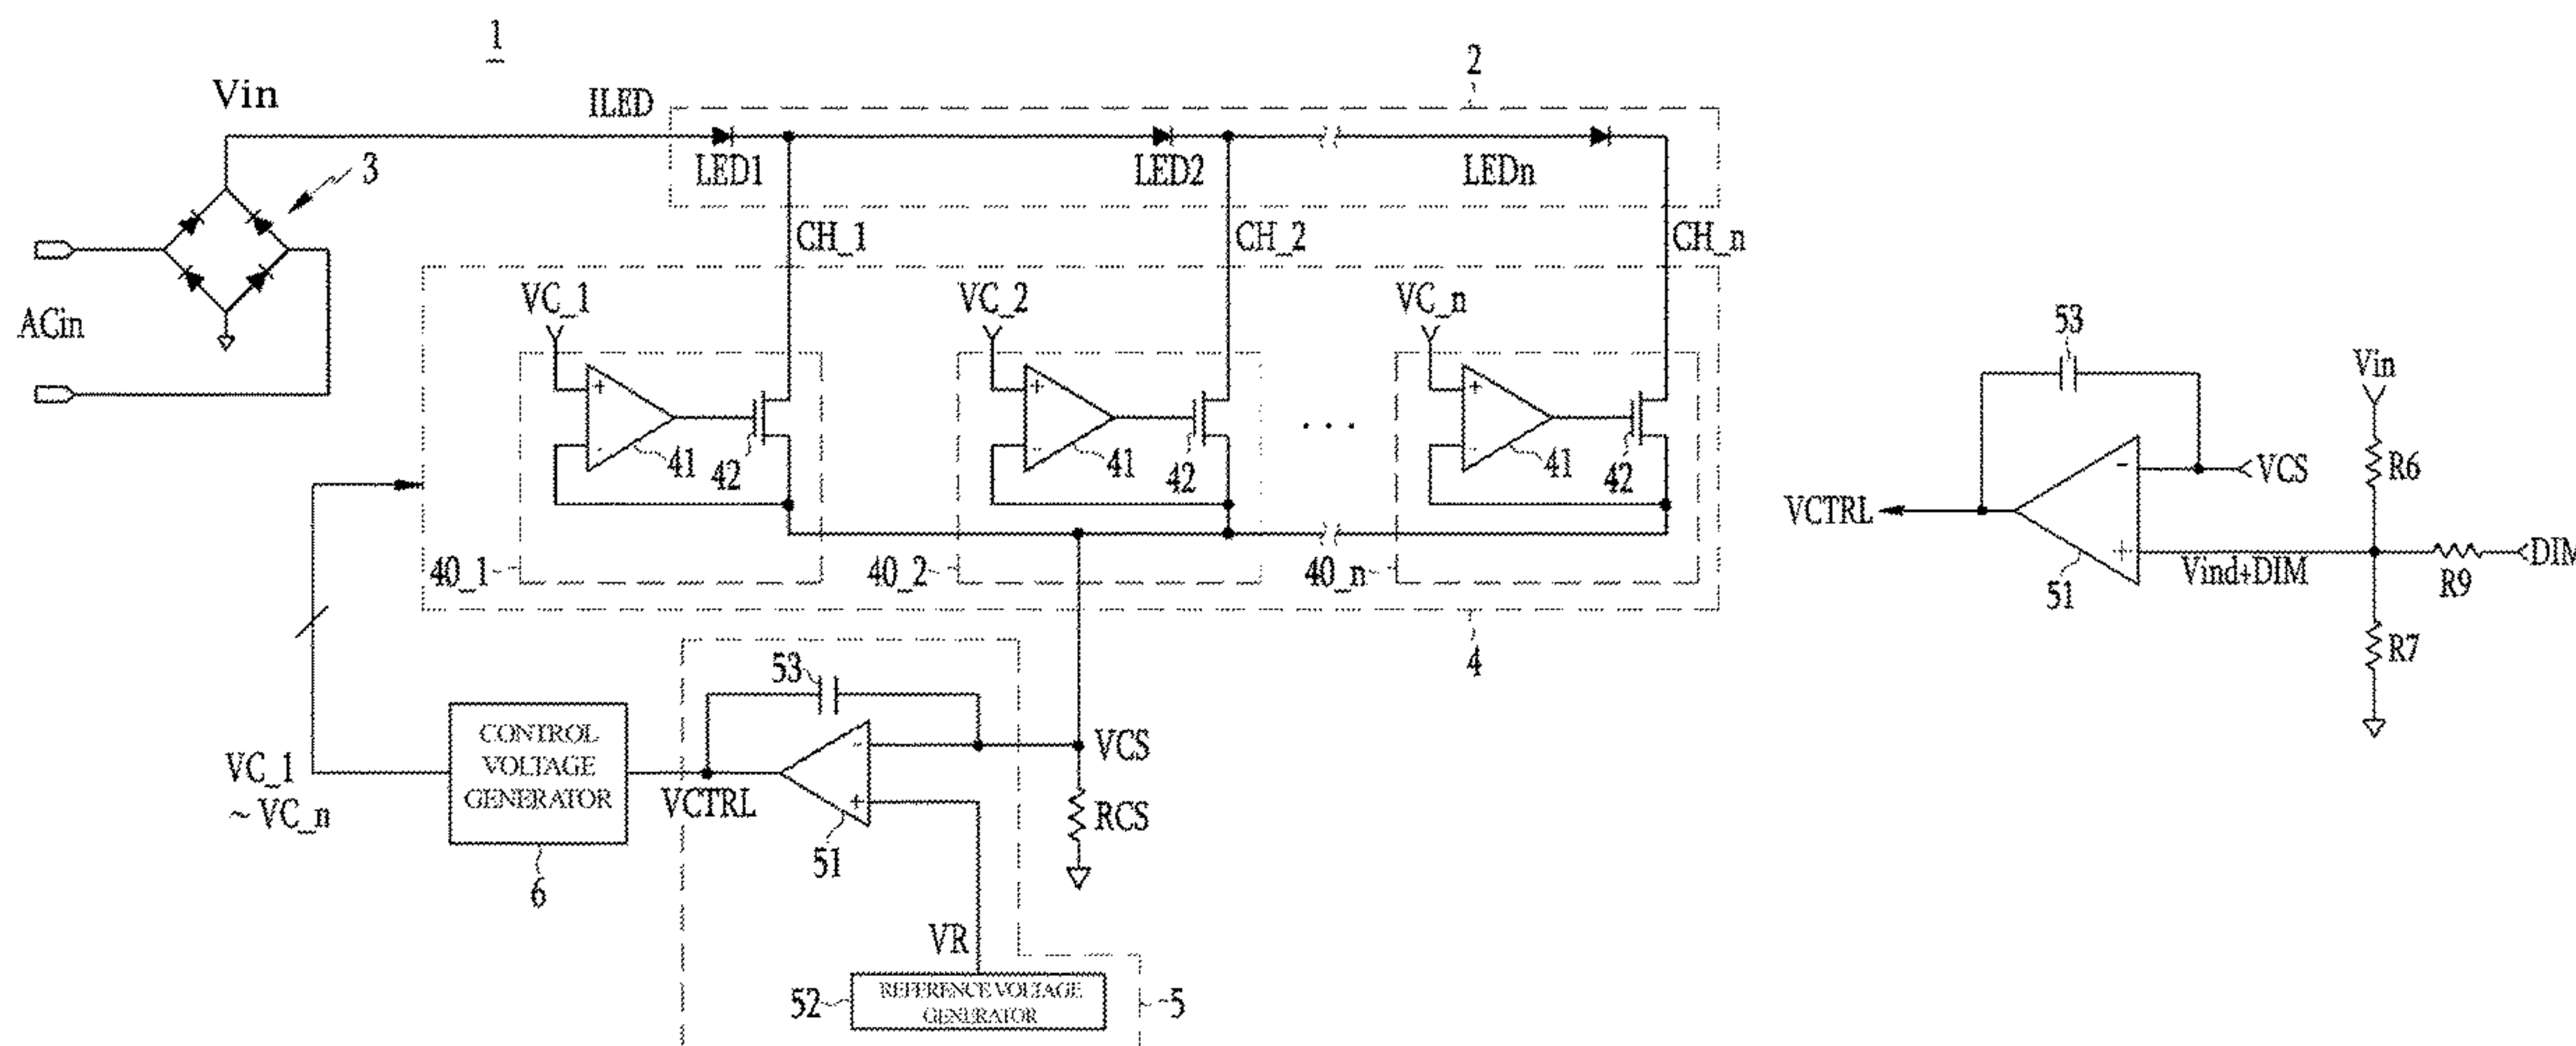 1
Vin
ILED
2
3
LED1
LED2
LEDn
CH_1
CH_2
CH_n
ACin
VC_1
VC_2
VC_n
+
-
41
42
+
-
41
42
...
+
-
41
42
40_1
40_2
40_n
4
53
VC_1
~ VC_n
CONTROL
VOLTAGE
GENERATOR
6
VCTRL
-
+
51
VCS
RCS
VR
52
REFERENCE VOLTAGE
GENERATOR
5
53
Vin
R6
VCS
-
VCTRL
+
51
Vind+DIM
R9
DIM
R7